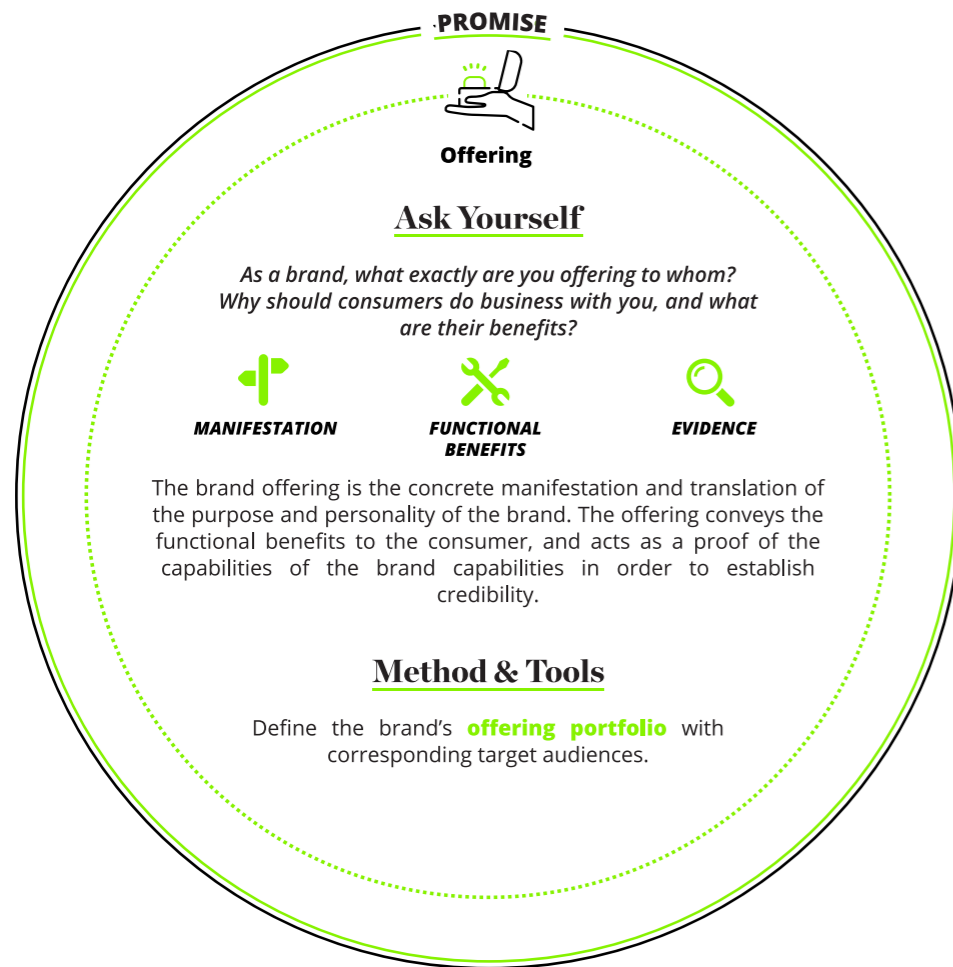 PROMISE
Offering
Ask Yourself
As a brand, what exactly are you offering to whom?
Why should consumers do business with you, and what
are their benefits?
MANIFESTATION
FUNCTIONAL
BENEFITS
EVIDENCE
The brand offering is the concrete manifestation and translation of
the purpose and personality of the brand. The offering conveys the
functional benefits to the consumer, and acts as a proof of the
capabilities of the brand capabilities in order to establish
credibility.
Method & Tools
Define the brand’s offering portfolio with
corresponding target audiences.